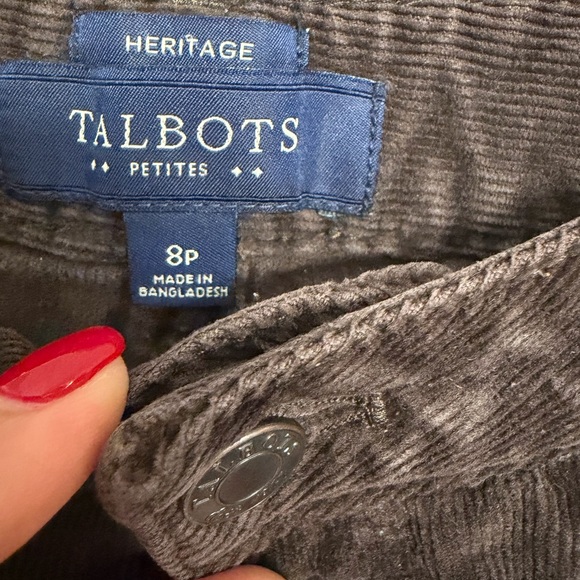 HERITAGE
TALBOTS
PETITES
8P
MADE IN
BANGLADESH